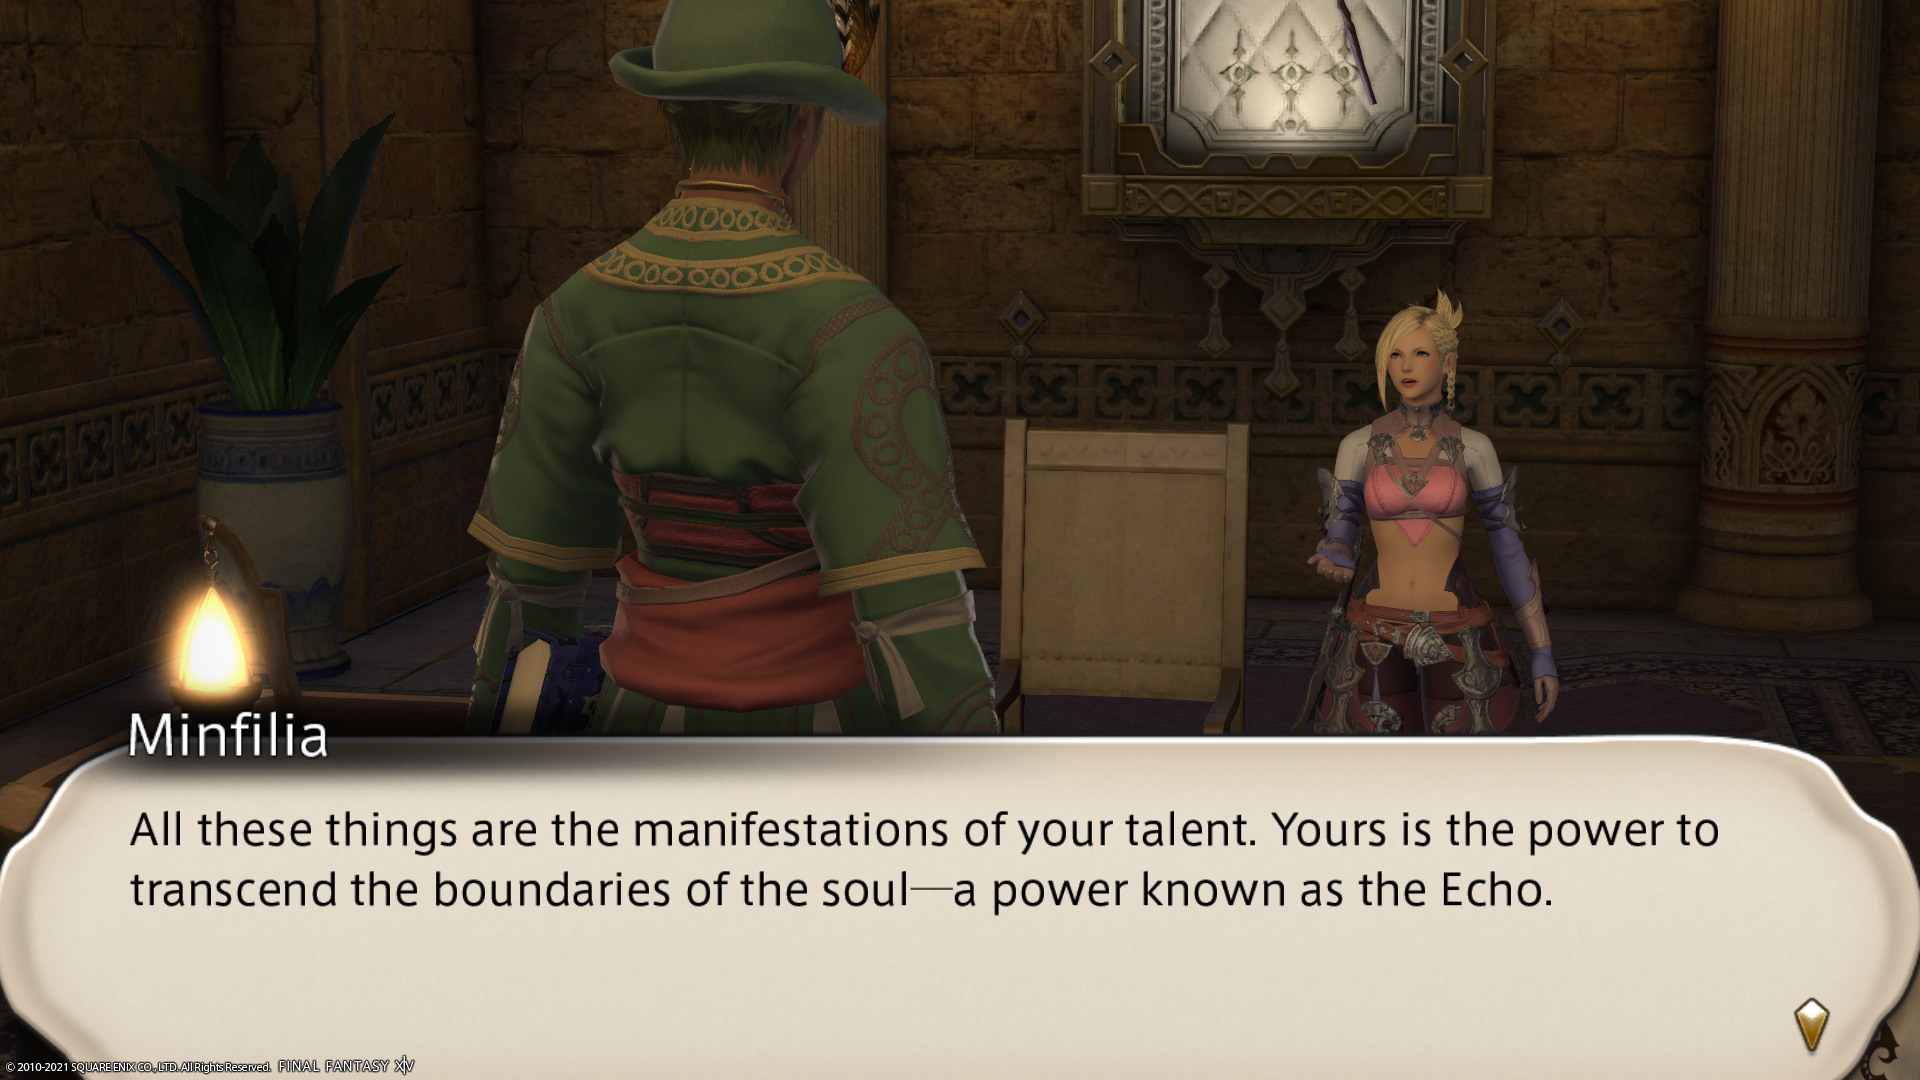 Minfilia
All these things are the manifestations of your talent. Yours is the power to
transcend the boundaries of the soul—a power known as the Echo.
© 2010-2021 SQUARE ENIX CO., LTD. All Rights Reserved. FINAL FANTASY XIV